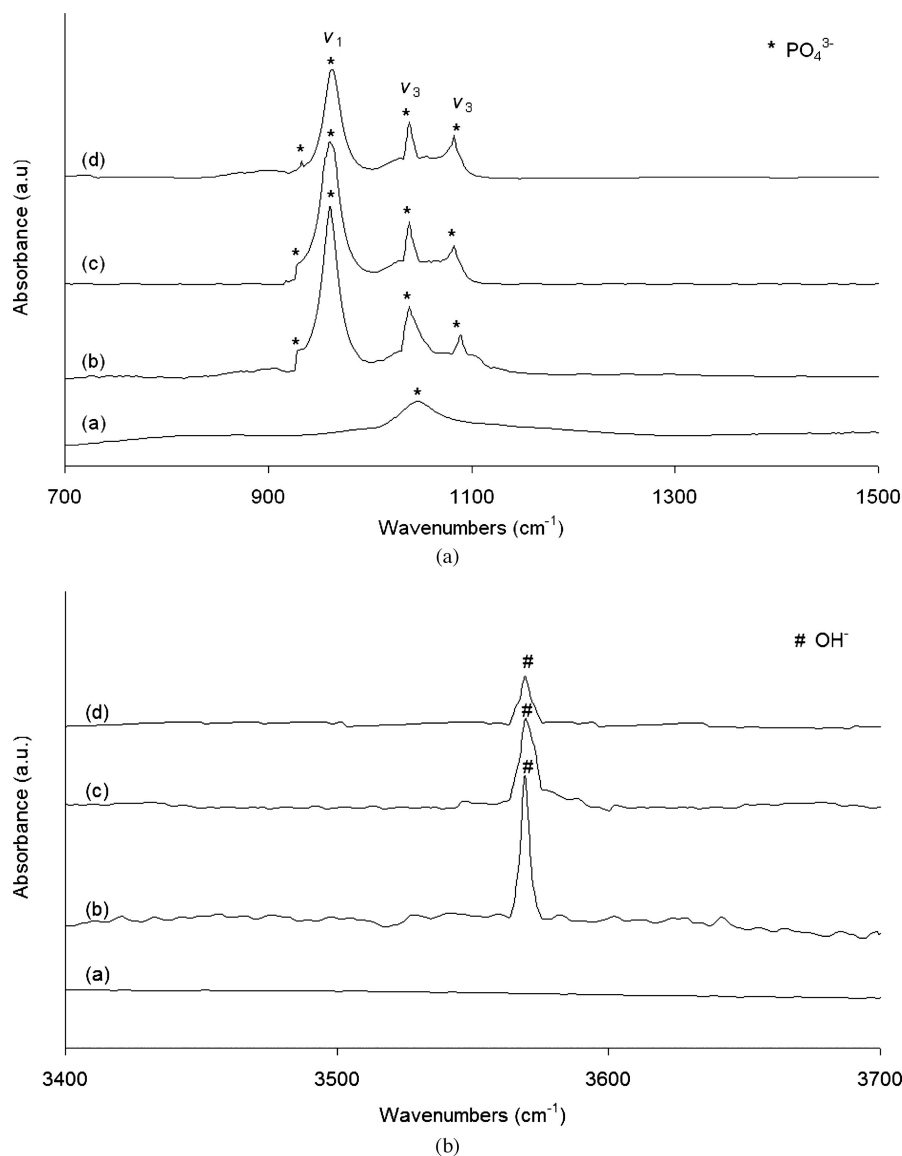 v₁
* PO₄³⁻
*
v₃
v₃
*
*
*
*
(d)
*
*
*
*
(c)
*
*
*
*
(b)
*
(a)
Absorbance (a.u)
700 900 1100 1300 1500
Wavenumbers (cm⁻¹)
(a)
# OH⁻
#
(d)
#
(c)
#
(b)
(a)
Absorbance (a.u.)
3400 3500 3600 3700
Wavenumbers (cm⁻¹)
(b)